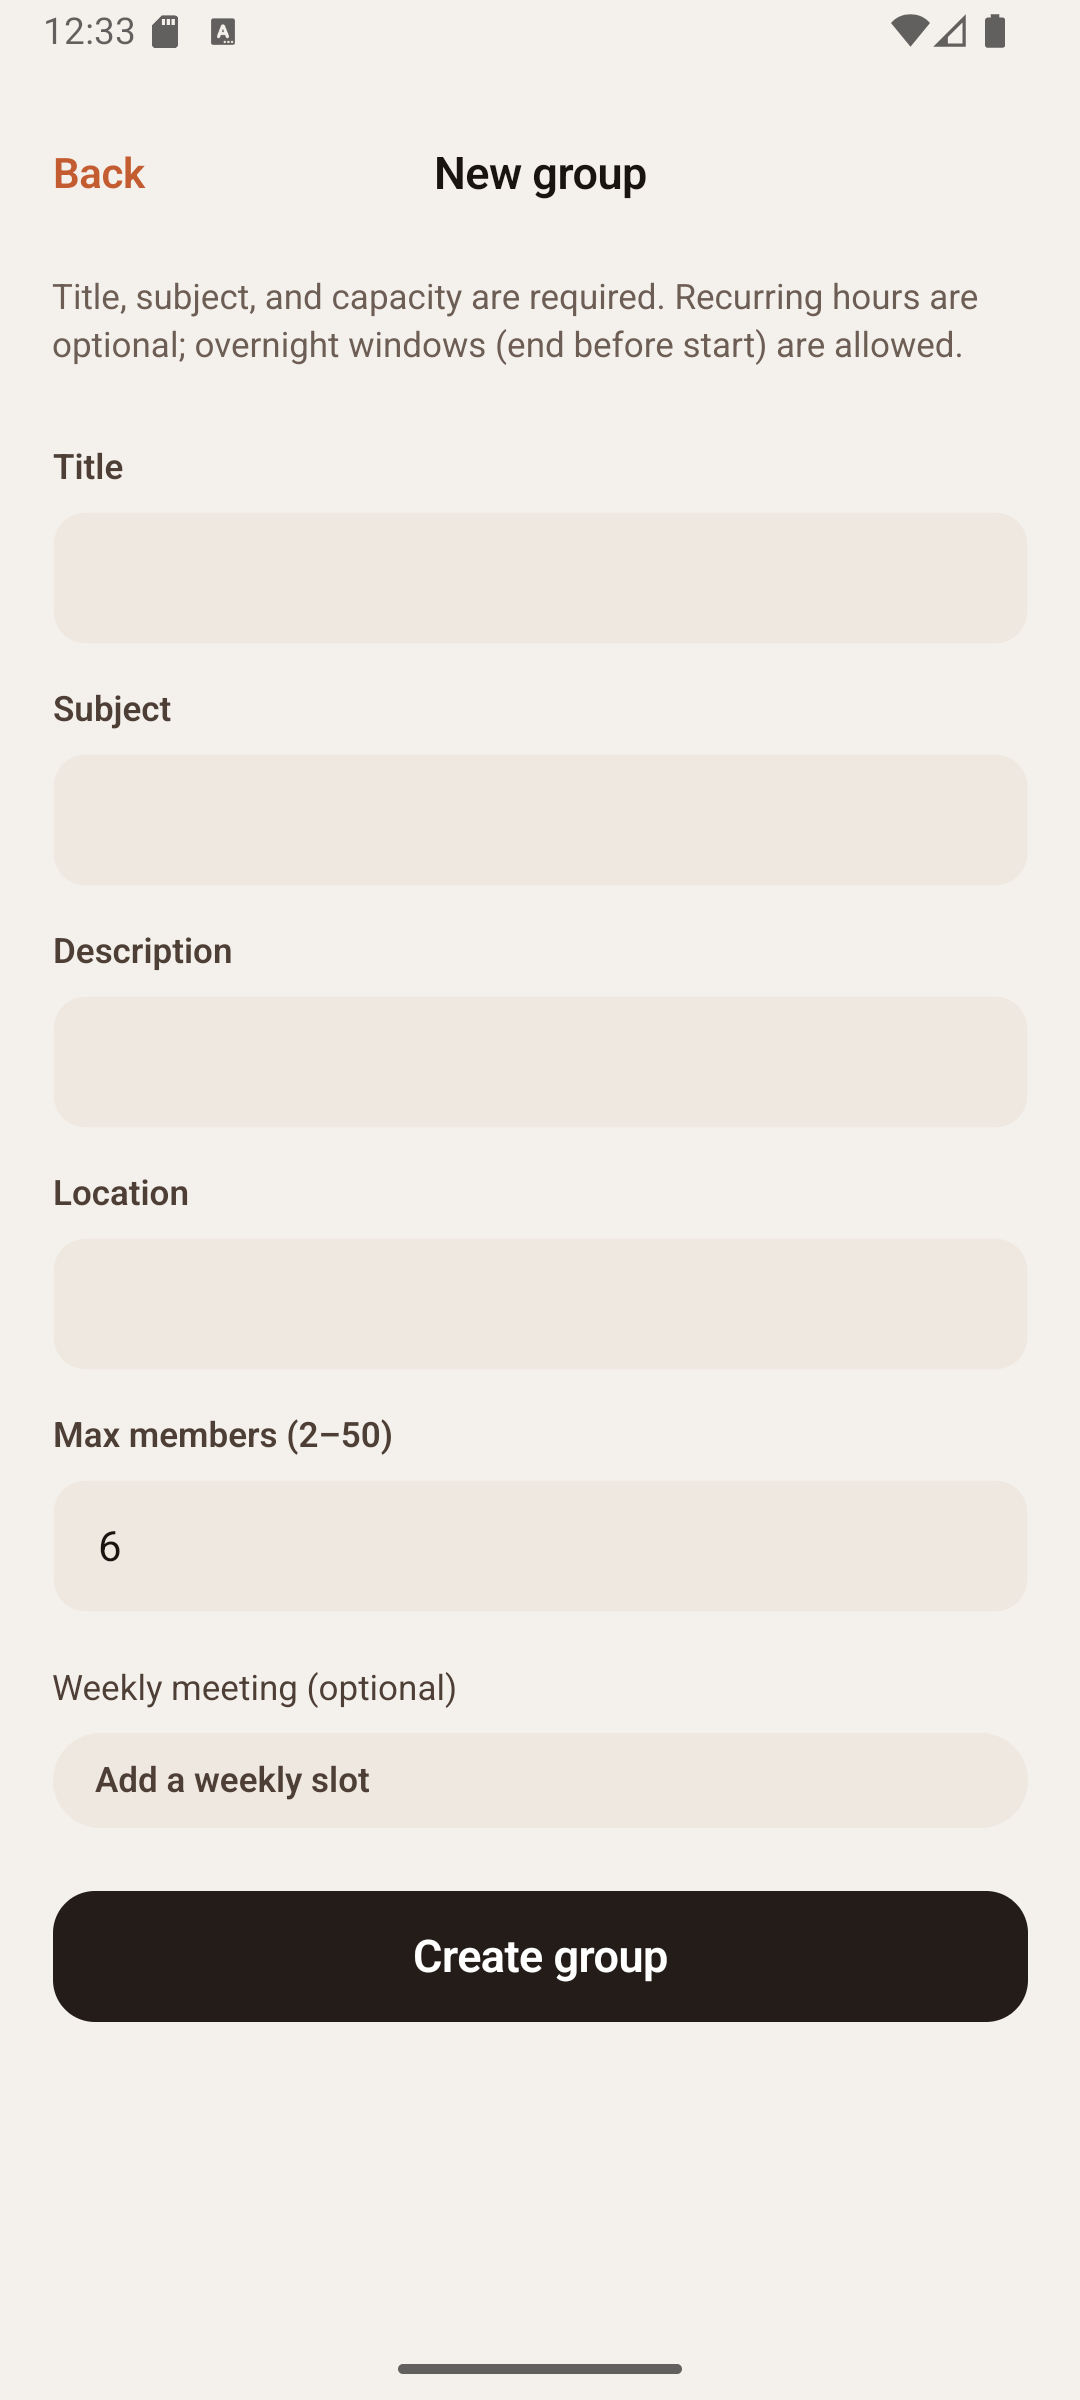 12:33
Back
New group
Title, subject, and capacity are required. Recurring hours are
optional; overnight windows (end before start) are allowed.
Title
Subject
Description
Location
Max members (2–50)
6
Weekly meeting (optional)
Add a weekly slot
Create group